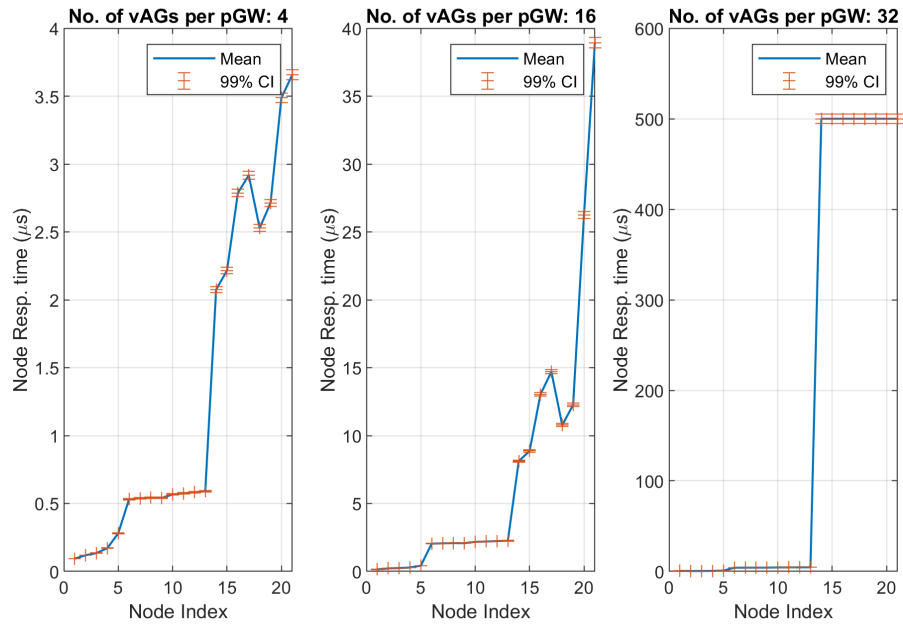 No. of vAGs per pGW: 4
Mean
99% CI
4
3.5
3
2.5
2
1.5
1
0.5
0
0
5
10
15
20
Node Resp. time (μs)
Node Index
No. of vAGs per pGW: 16
Mean
99% CI
40
35
30
25
20
15
10
5
0
0
5
10
15
20
Node Resp. time (μs)
Node Index
No. of vAGs per pGW: 32
Mean
99% CI
600
500
400
300
200
100
0
0
5
10
15
20
Node Resp. time (μs)
Node Index